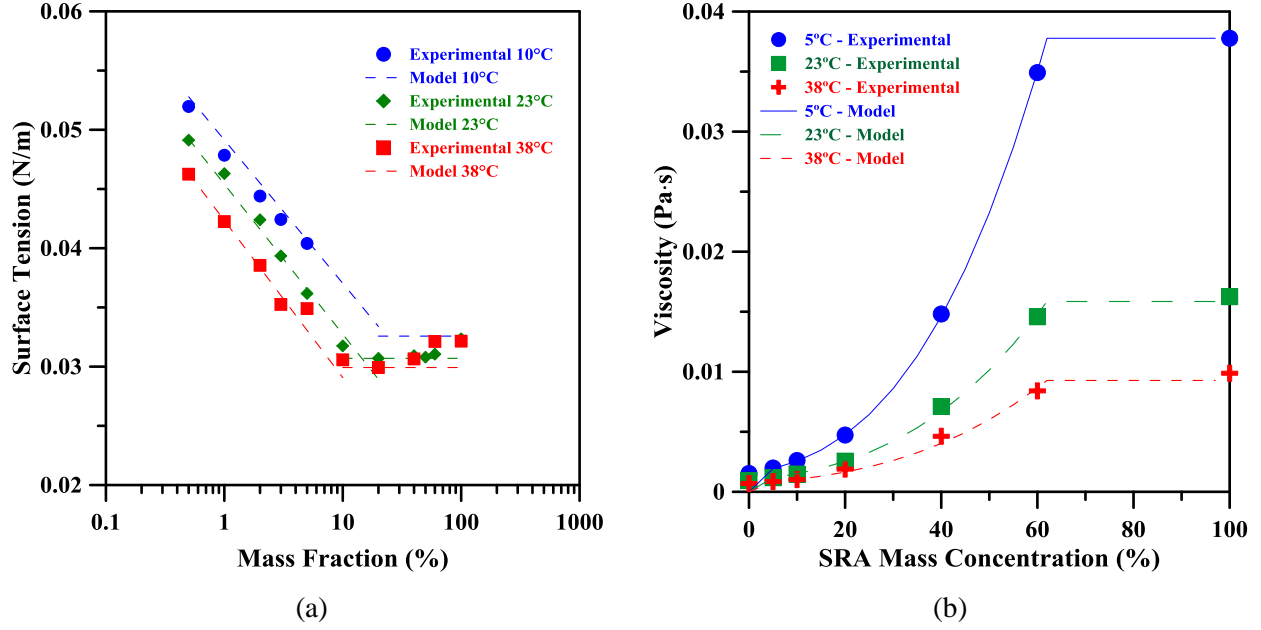 0.06
0.05
0.04
0.03
0.02
Surface Tension (N/m)
Experimental 10°C
Model 10°C
Experimental 23°C
Model 23°C
Experimental 38°C
Model 38°C
0.1 1 10 100 1000
Mass Fraction (%)
(a)
0.04
0.03
0.02
0.01
0
Viscosity (Pa·s)
5ºC - Experimental
23ºC - Experimental
38ºC - Experimental
5ºC - Model
23ºC - Model
38ºC - Model
0 20 40 60 80 100
SRA Mass Concentration (%)
(b)